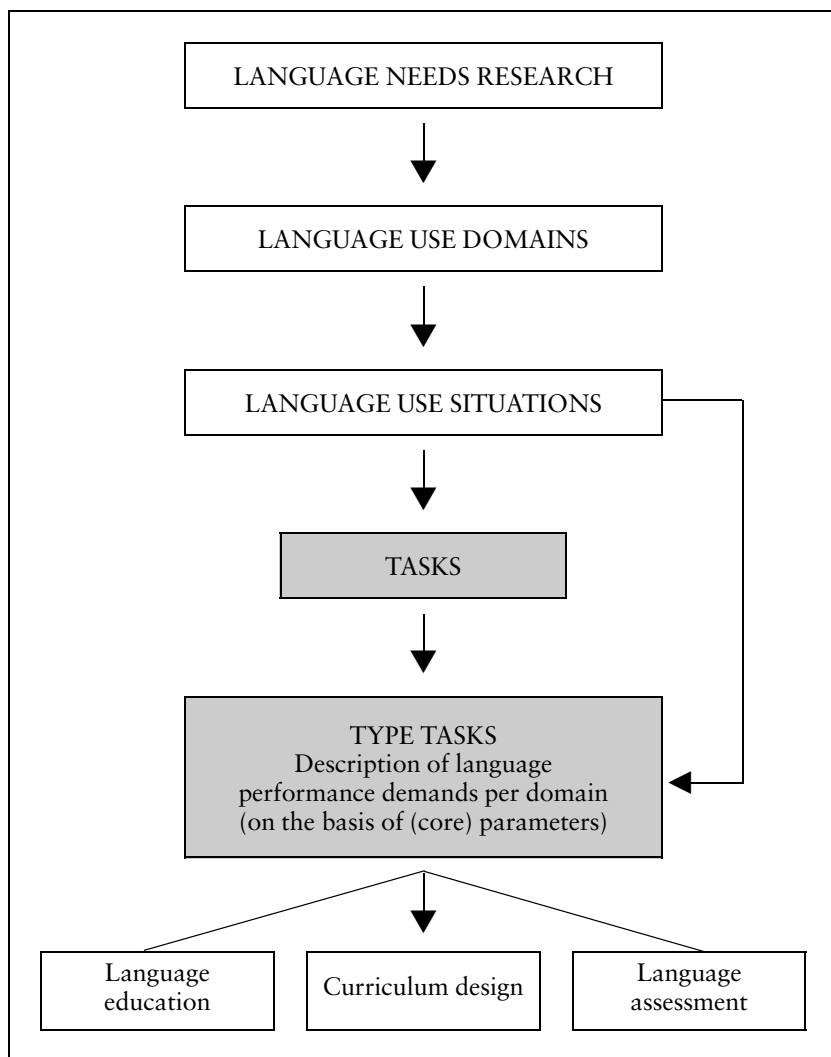 LANGUAGE NEEDS RESEARCH
LANGUAGE USE DOMAINS
LANGUAGE USE SITUATIONS
TASKS
TYPE TASKS
Description of language
performance demands per domain
(on the basis of (core) parameters)
Language
education
Curriculum design
Language
assessment